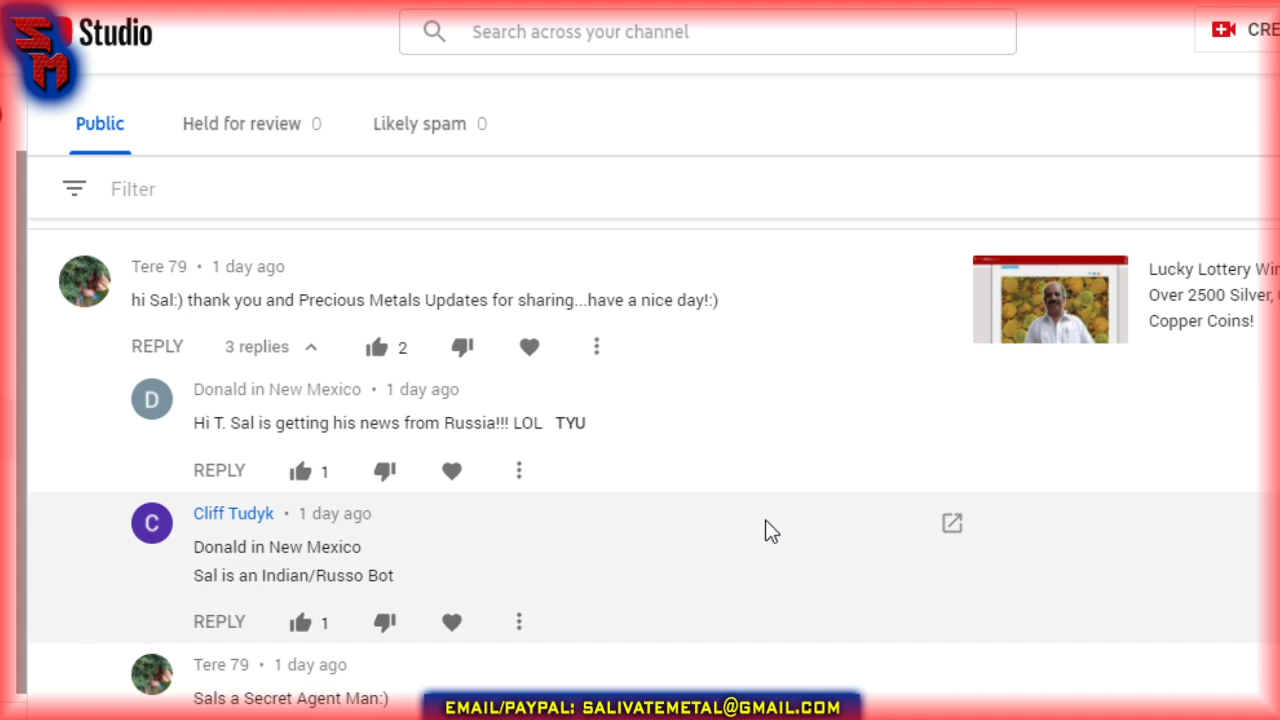 SM
Studio
Search across your channel
CRE
Public
Held for review 0
Likely spam 0
Filter
Tere 79 • 1 day ago
hi Sal:) thank you and Precious Metals Updates for sharing...have a nice day!:)
REPLY
3 replies
2
Lucky Lottery Win
Over 2500 Silver,
Copper Coins!
D
Donald in New Mexico • 1 day ago
Hi T. Sal is getting his news from Russia!!! LOL TYU
REPLY
1
C
Cliff Tudyk • 1 day ago
Donald in New Mexico
Sal is an Indian/Russo Bot
REPLY
1
Tere 79 • 1 day ago
Sals a Secret Agent Man:)
EMAIL/PAYPAL: SALIVATEMETAL@GMAIL.COM